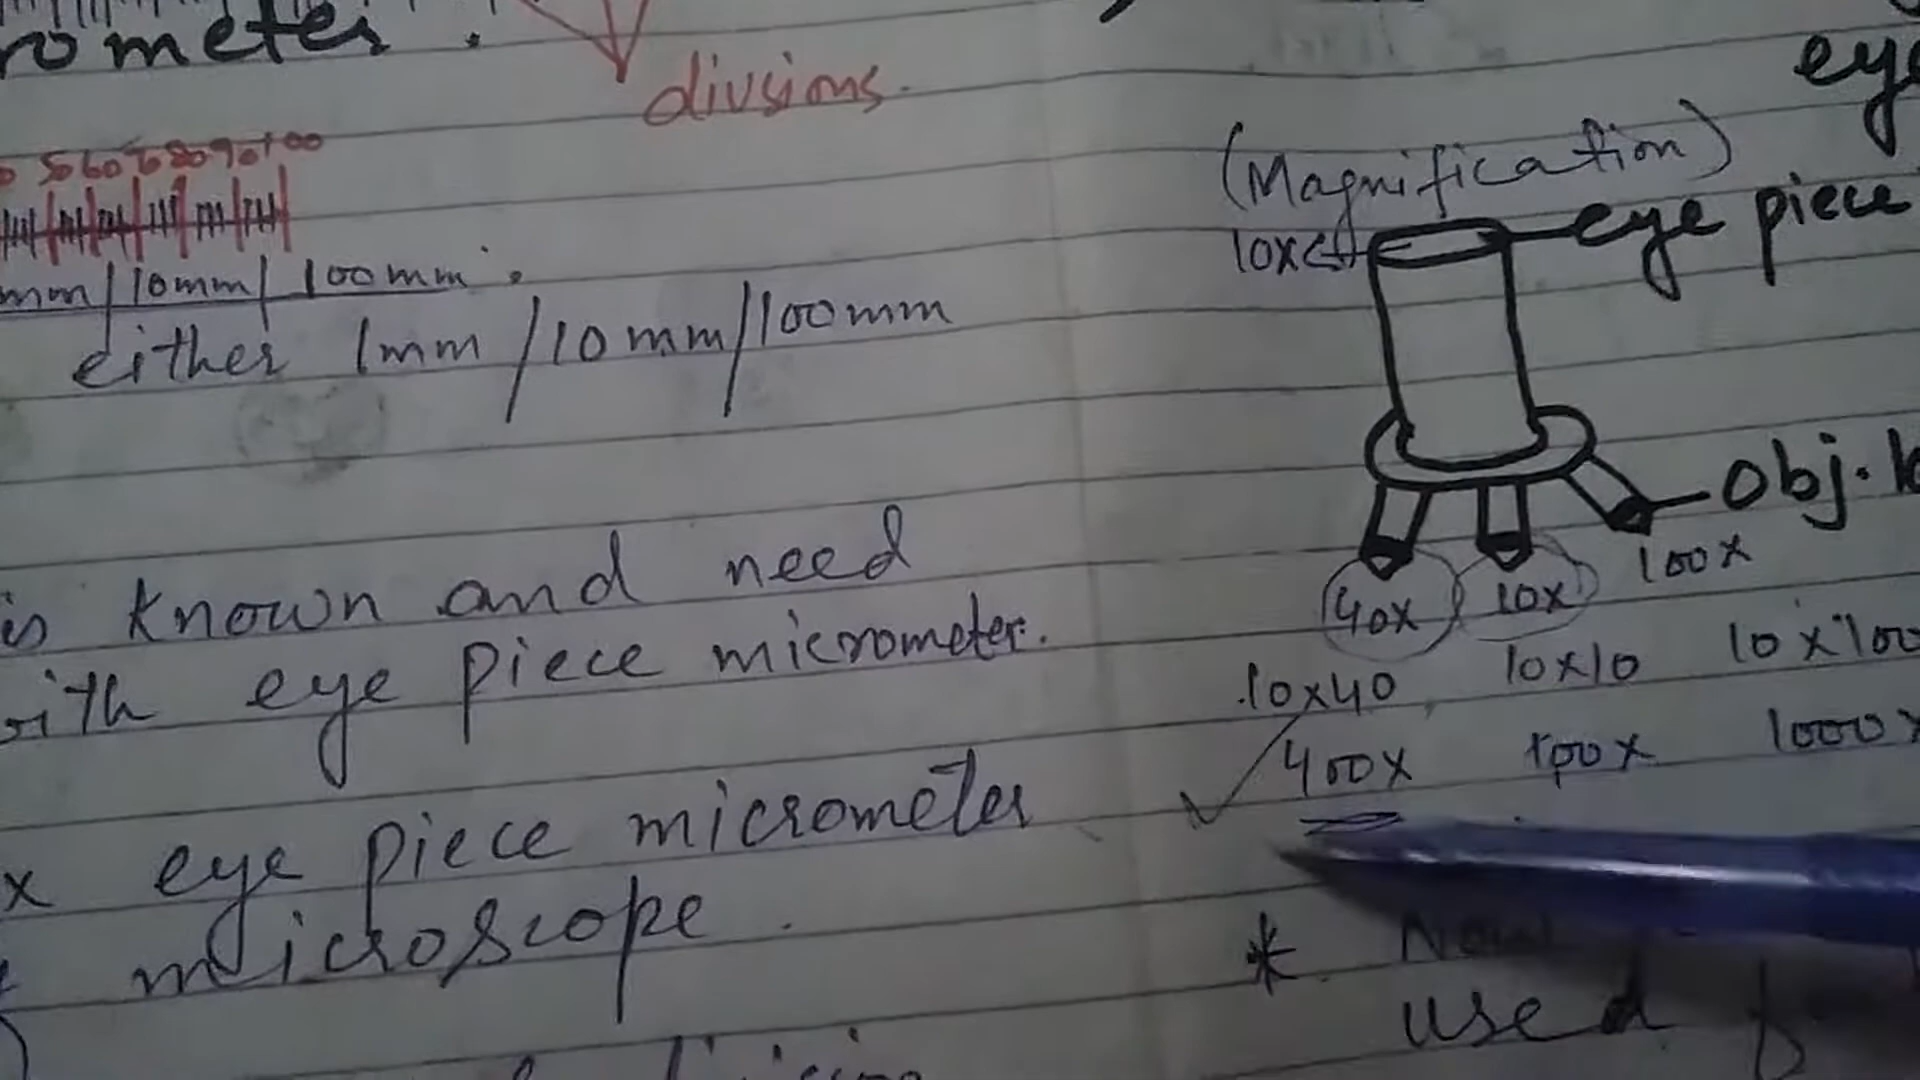 divsions.
50 60 70 80 90 100
mm/10mm/100mm.
either 1mm/10mm/100mm
is known and need
with eye piece micrometer.
x eye piece micrometer
microscope.
(Magnification)
10x eye piece
Obj.
40x 10x 100x
10x40 10x10 10x100
400x 100x 1000x
*
used